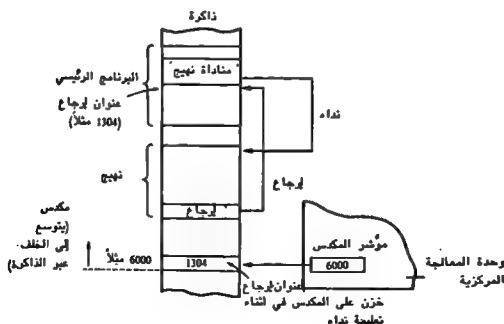 ذاكرة
البرنامج الرئيسي
"مناداة نهيج"
عنوان إرجاع
(1304 مثلاً)
نداء
إرجاع
نهيج
"إرجاع"
مكدس
(يتوسع
إلى الخلف
عبر الذاكرة)
6000 مثلاً
1304
مؤشر المكدس
6000
وحدة المعالجة
المركزية
عنوان إرجاع
خزن على المكدس في أثناء
تعليمة نداء